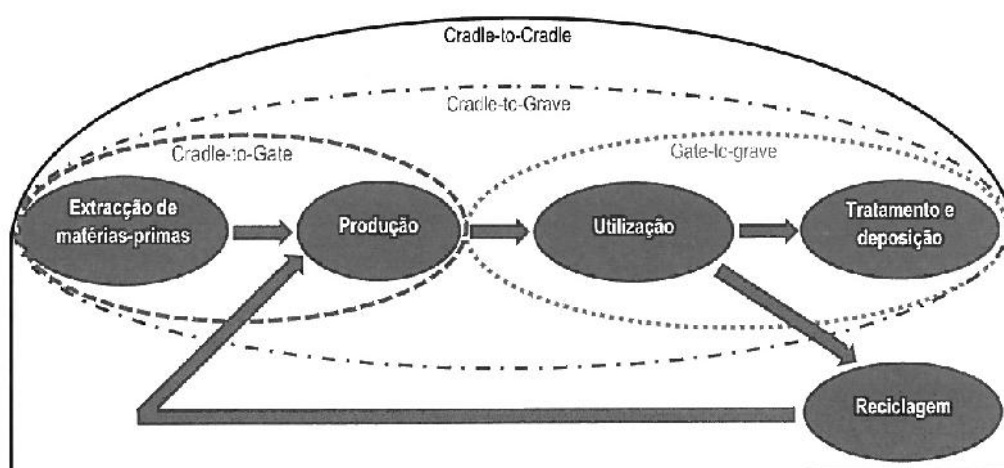 Cradle-to-Cradle
Cradle-to-Grave
Cradle-to-Gate
Gate-to-grave
Extracção de
matérias-primas
Produção
Utilização
Tratamento e
deposição
Reciclagem